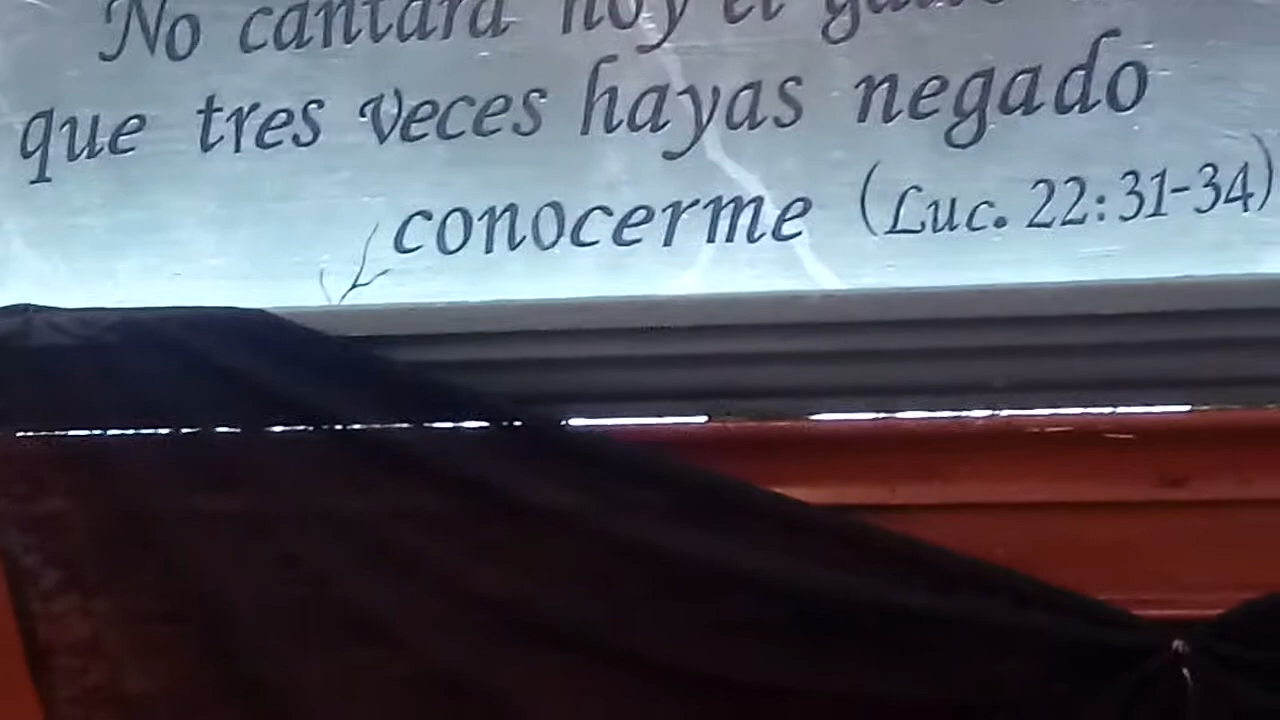 No cantará hoy el gallo
que tres veces hayas negado
conocerme (Luc. 22:31-34)